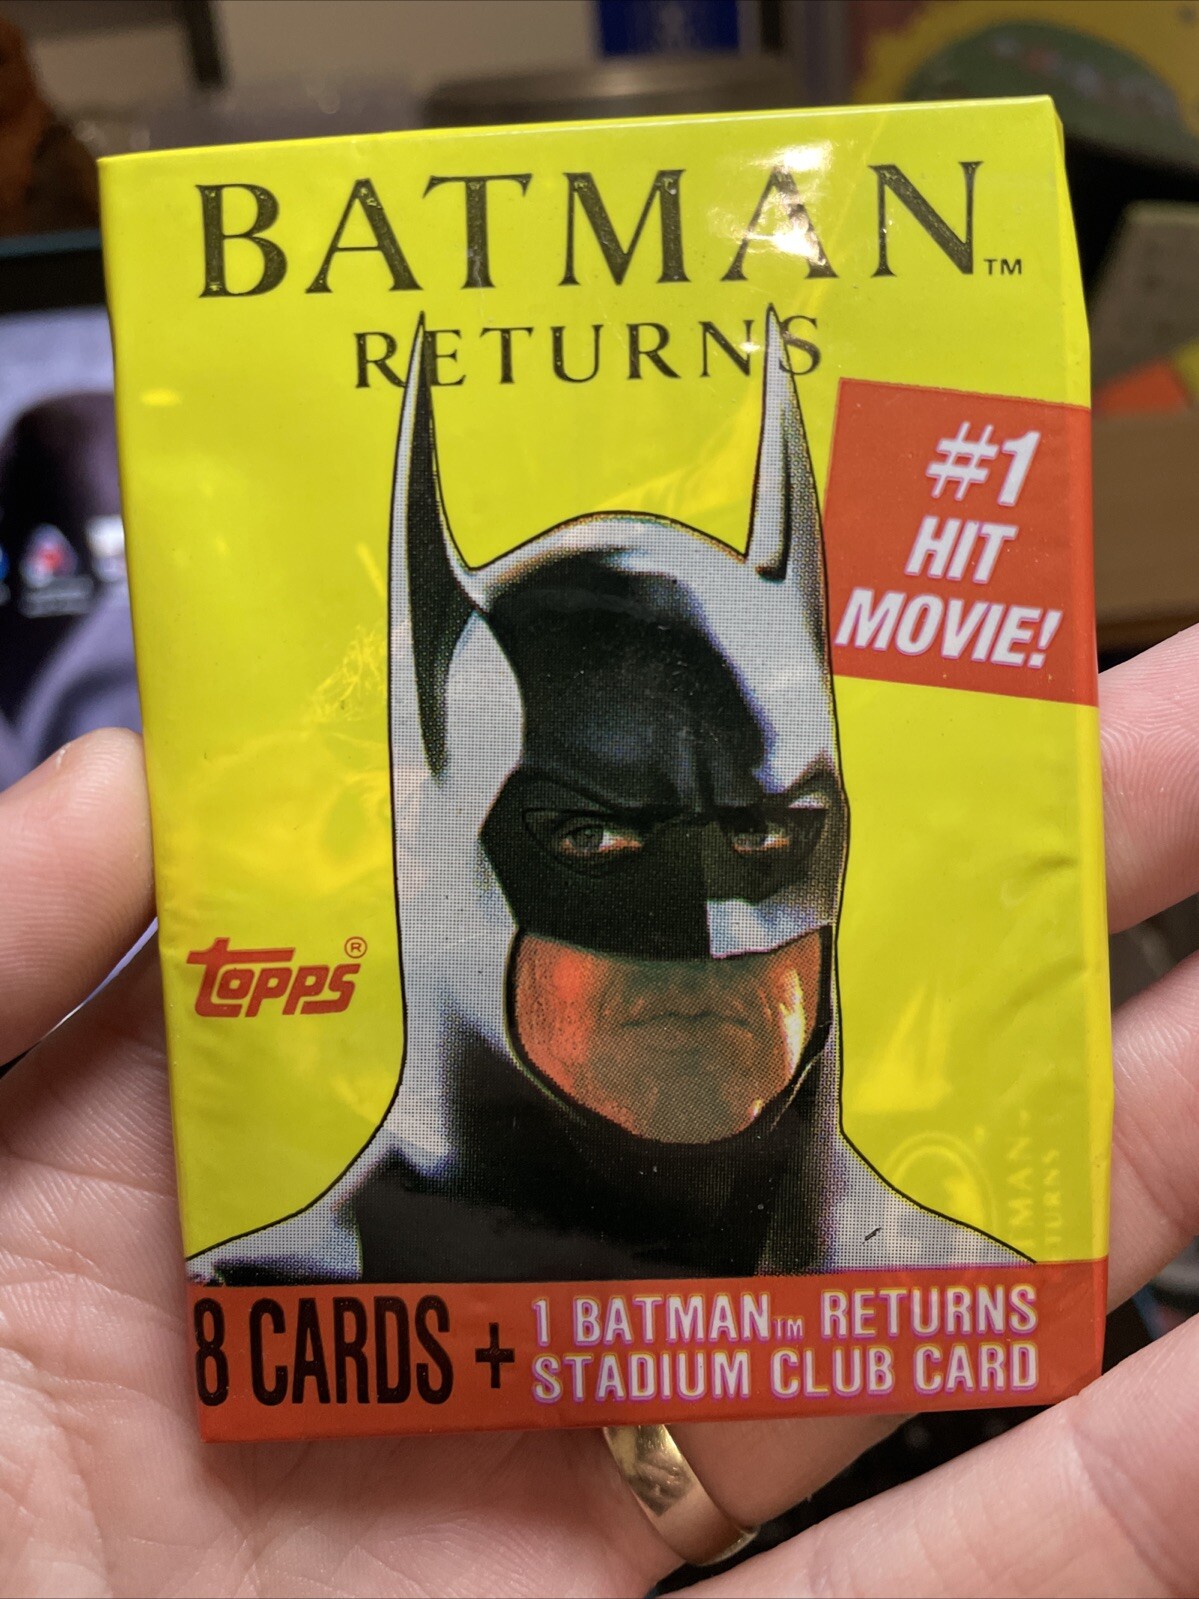 BATMAN™
RETURNS
#1
HIT
MOVIE!
TOPPS®
8 CARDS +
1 BATMAN™ RETURNS
STADIUM CLUB CARD